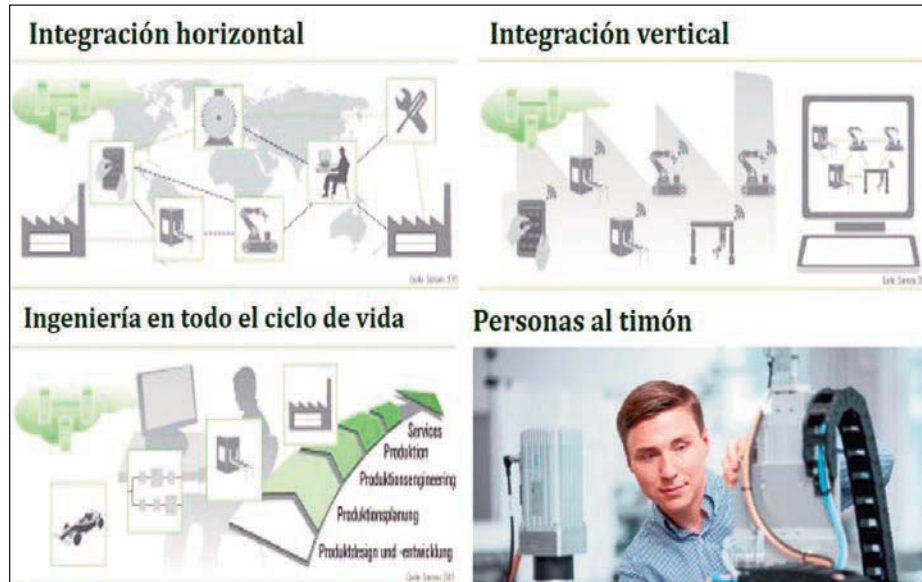 Integración horizontal
Integración vertical
Ingeniería en todo el ciclo de vida
Services
Produktion
Produktionsengineering
Produktionsplanung
Produktdesign und -entwicklung
Personas al timón